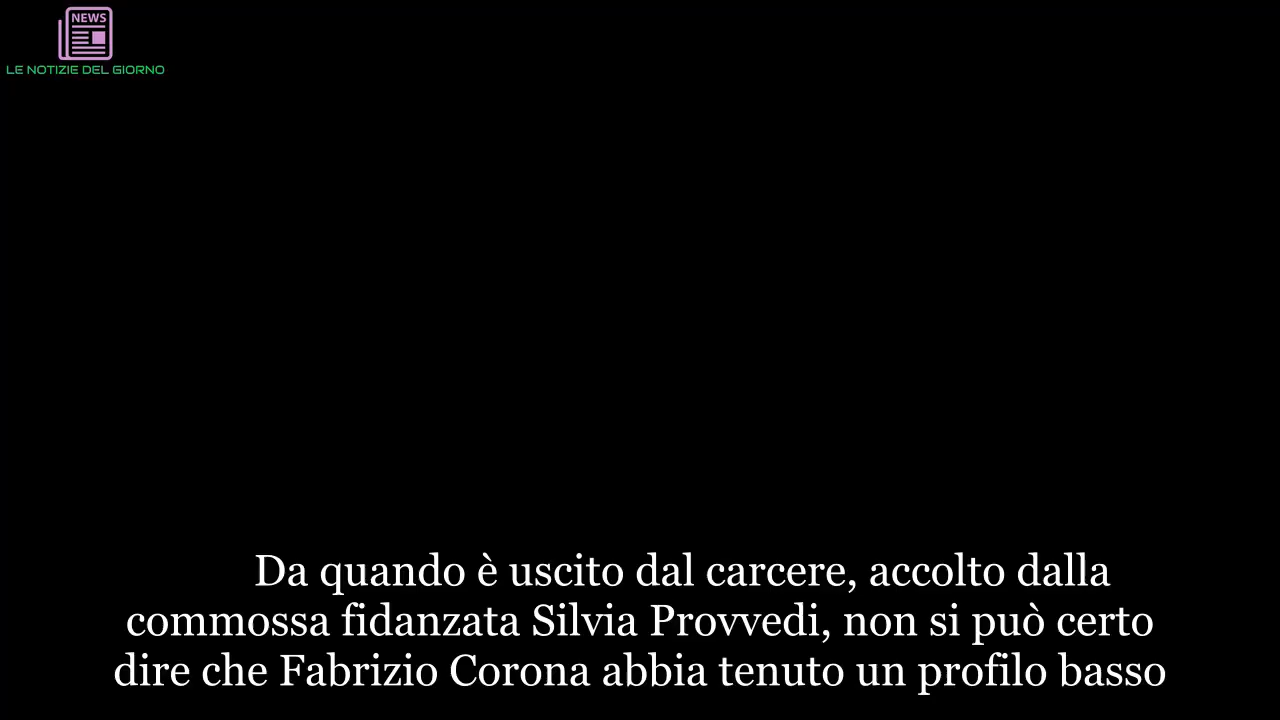 NEWS
LE NOTIZIE DEL GIORNO
Da quando è uscito dal carcere, accolto dalla
commossa fidanzata Silvia Provvedi, non si può certo
dire che Fabrizio Corona abbia tenuto un profilo basso